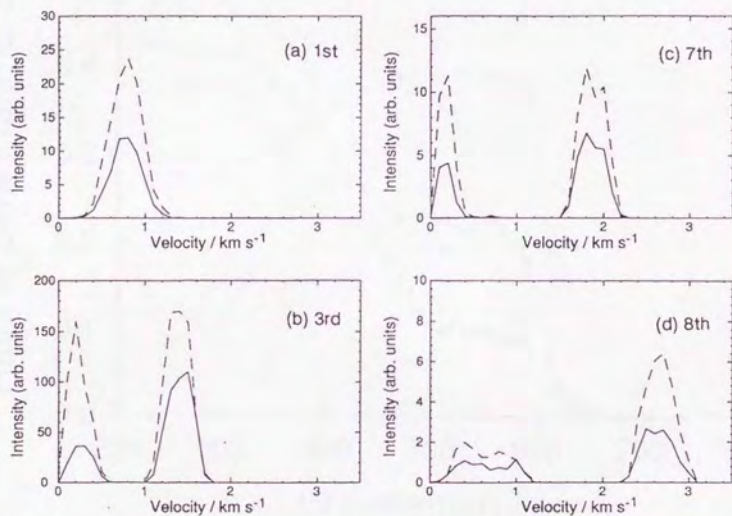 (a) 1st
Intensity (arb. units)
30
25
20
15
10
5
0
0 1 2 3
Velocity / km s⁻¹
(c) 7th
Intensity (arb. units)
15
10
5
0
0 1 2 3
Velocity / km s⁻¹
(b) 3rd
Intensity (arb. units)
200
150
100
50
0
0 1 2 3
Velocity / km s⁻¹
(d) 8th
Intensity (arb. units)
10
8
6
4
2
0
0 1 2 3
Velocity / km s⁻¹